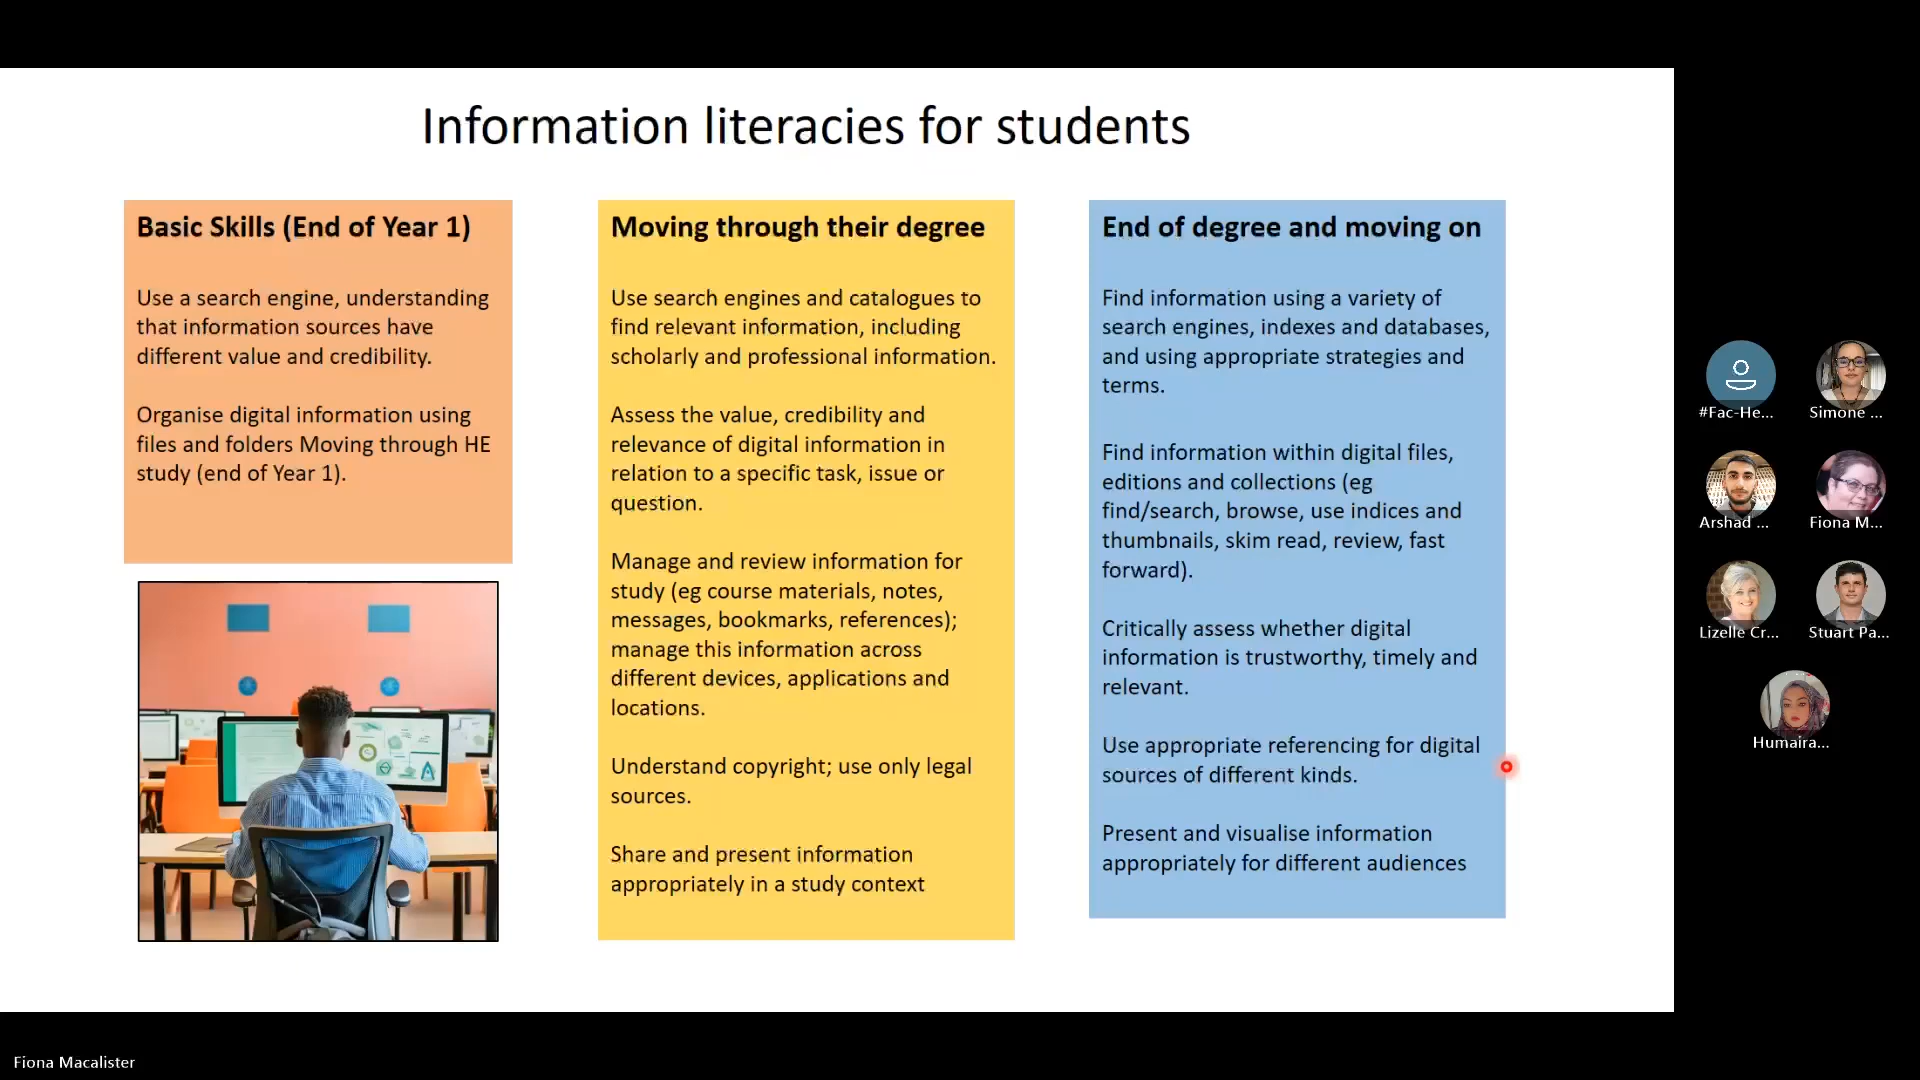 Information literacies for students
Basic Skills (End of Year 1)
Use a search engine, understanding
that information sources have
different value and credibility.
Organise digital information using
files and folders Moving through HE
study (end of Year 1).
Moving through their degree
Use search engines and catalogues to
find relevant information, including
scholarly and professional information.
Assess the value, credibility and
relevance of digital information in
relation to a specific task, issue or
question.
Manage and review information for
study (eg course materials, notes,
messages, bookmarks, references);
manage this information across
different devices, applications and
locations.
Understand copyright; use only legal
sources.
Share and present information
appropriately in a study context
End of degree and moving on
Find information using a variety of
search engines, indexes and databases,
and using appropriate strategies and
terms.
Find information within digital files,
editions and collections (eg
find/search, browse, use indices and
thumbnails, skim read, review, fast
forward).
Critically assess whether digital
information is trustworthy, timely and
relevant.
Use appropriate referencing for digital
sources of different kinds.
Present and visualise information
appropriately for different audiences
#Fac-He...
Simone ...
Arshad ...
Fiona M...
Lizelle Cr...
Stuart Pa...
Humaira...
Fiona Macalister